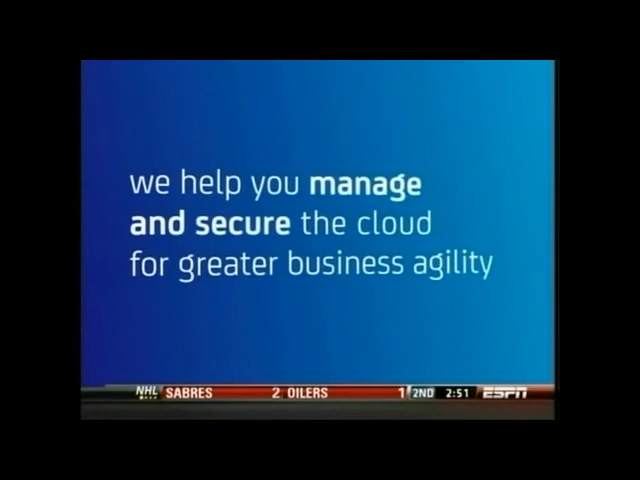 we help you manage
and secure the cloud
for greater business agility
NHL SABRES 2 OILERS 1 2ND 2:51 ESPN